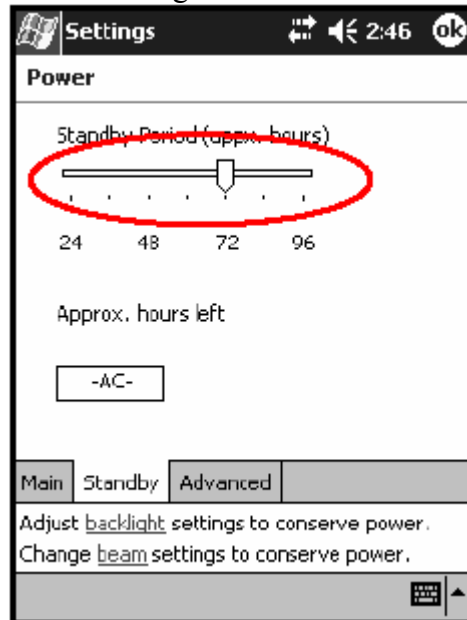 Settings 2:46 ok
Power
Standby Period (appx. hours)
24 48 72 96
Approx. hours left
-AC-
Main Standby Advanced
Adjust backlight settings to conserve power.
Change beam settings to conserve power.